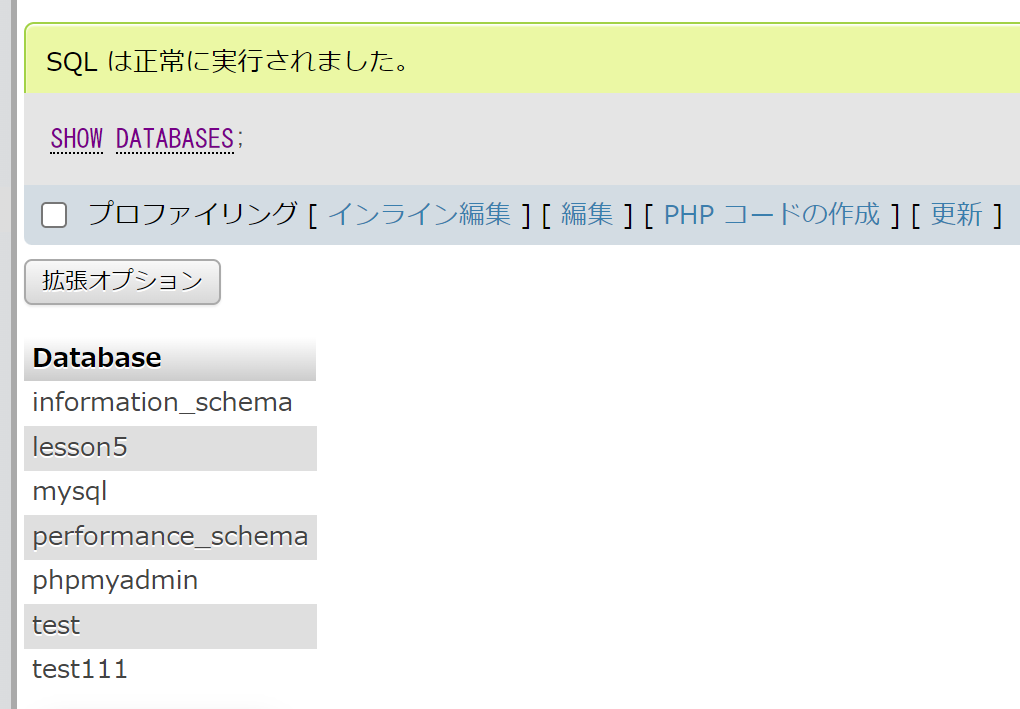 SQL は正常に実行されました。
SHOW DATABASES;
プロファイリング [ インライン編集 ] [ 編集 ] [ PHP コードの作成 ] [ 更新 ]
拡張オプション
Database
information_schema
lesson5
mysql
performance_schema
phpmyadmin
test
test111